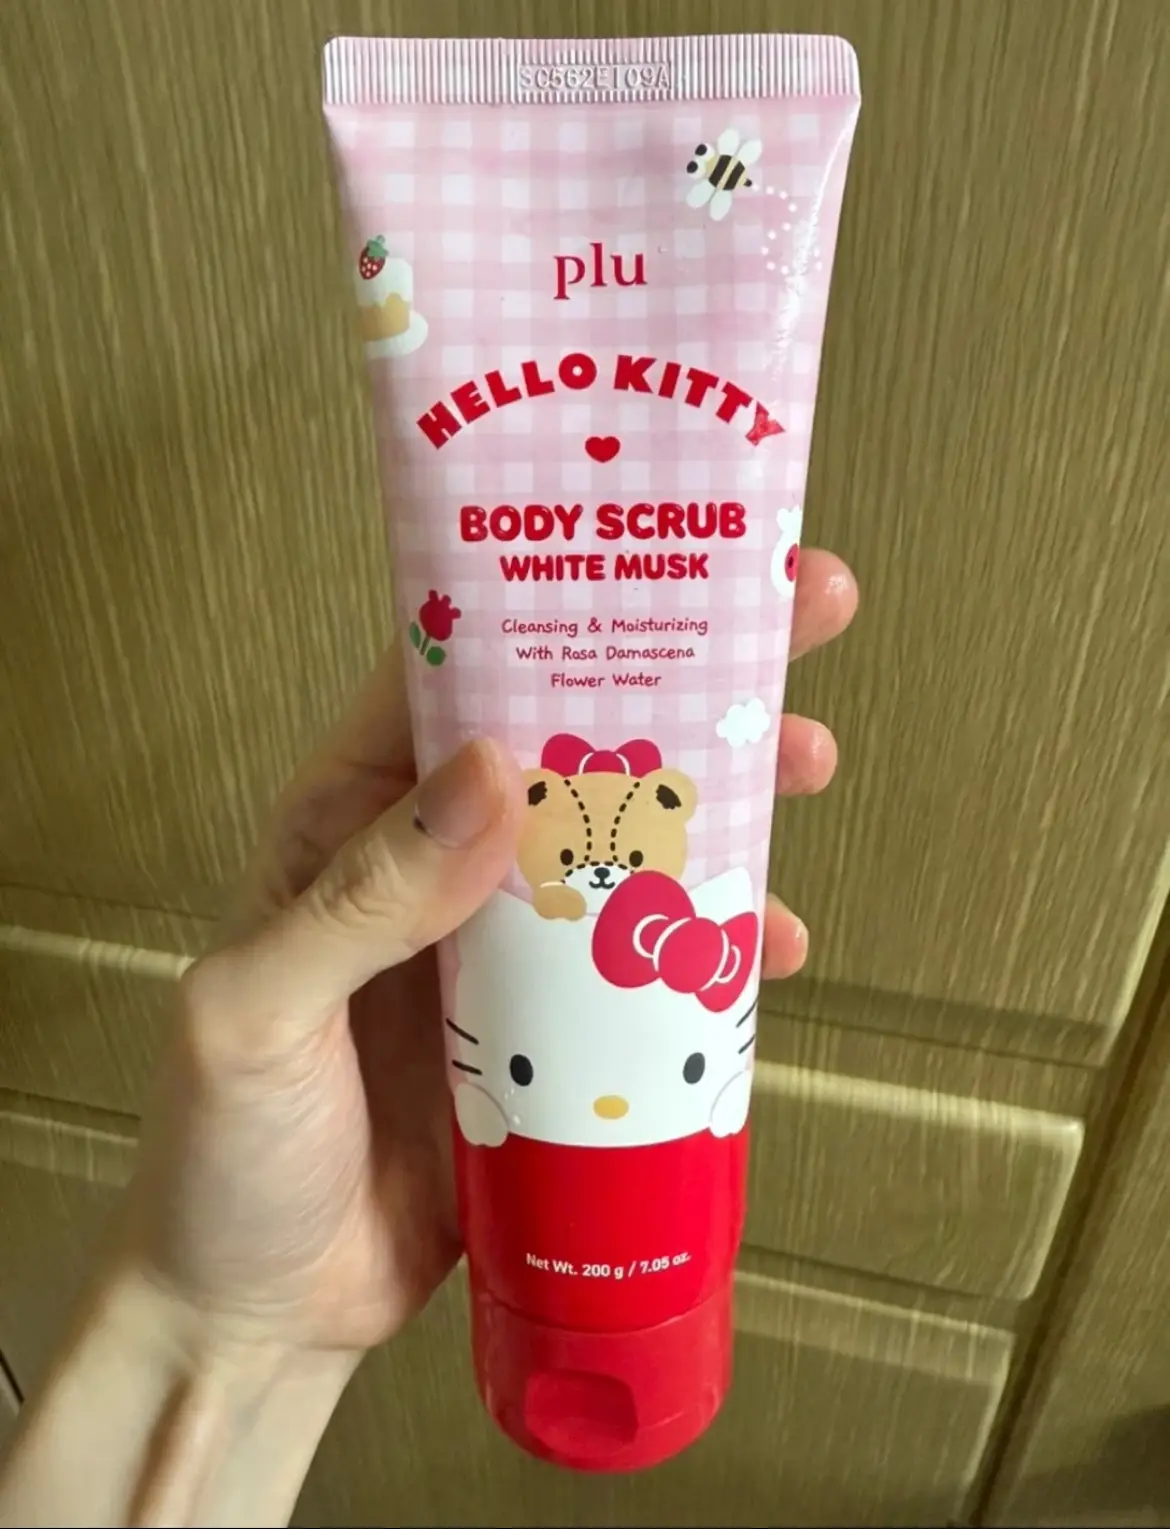 SC562E109A
plu
HELLO KITTY
BODY SCRUB
WHITE MUSK
Cleansing & Moisturizing
With Rosa Damascena
Flower Water
Net Wt. 200 g / 7.05 oz.